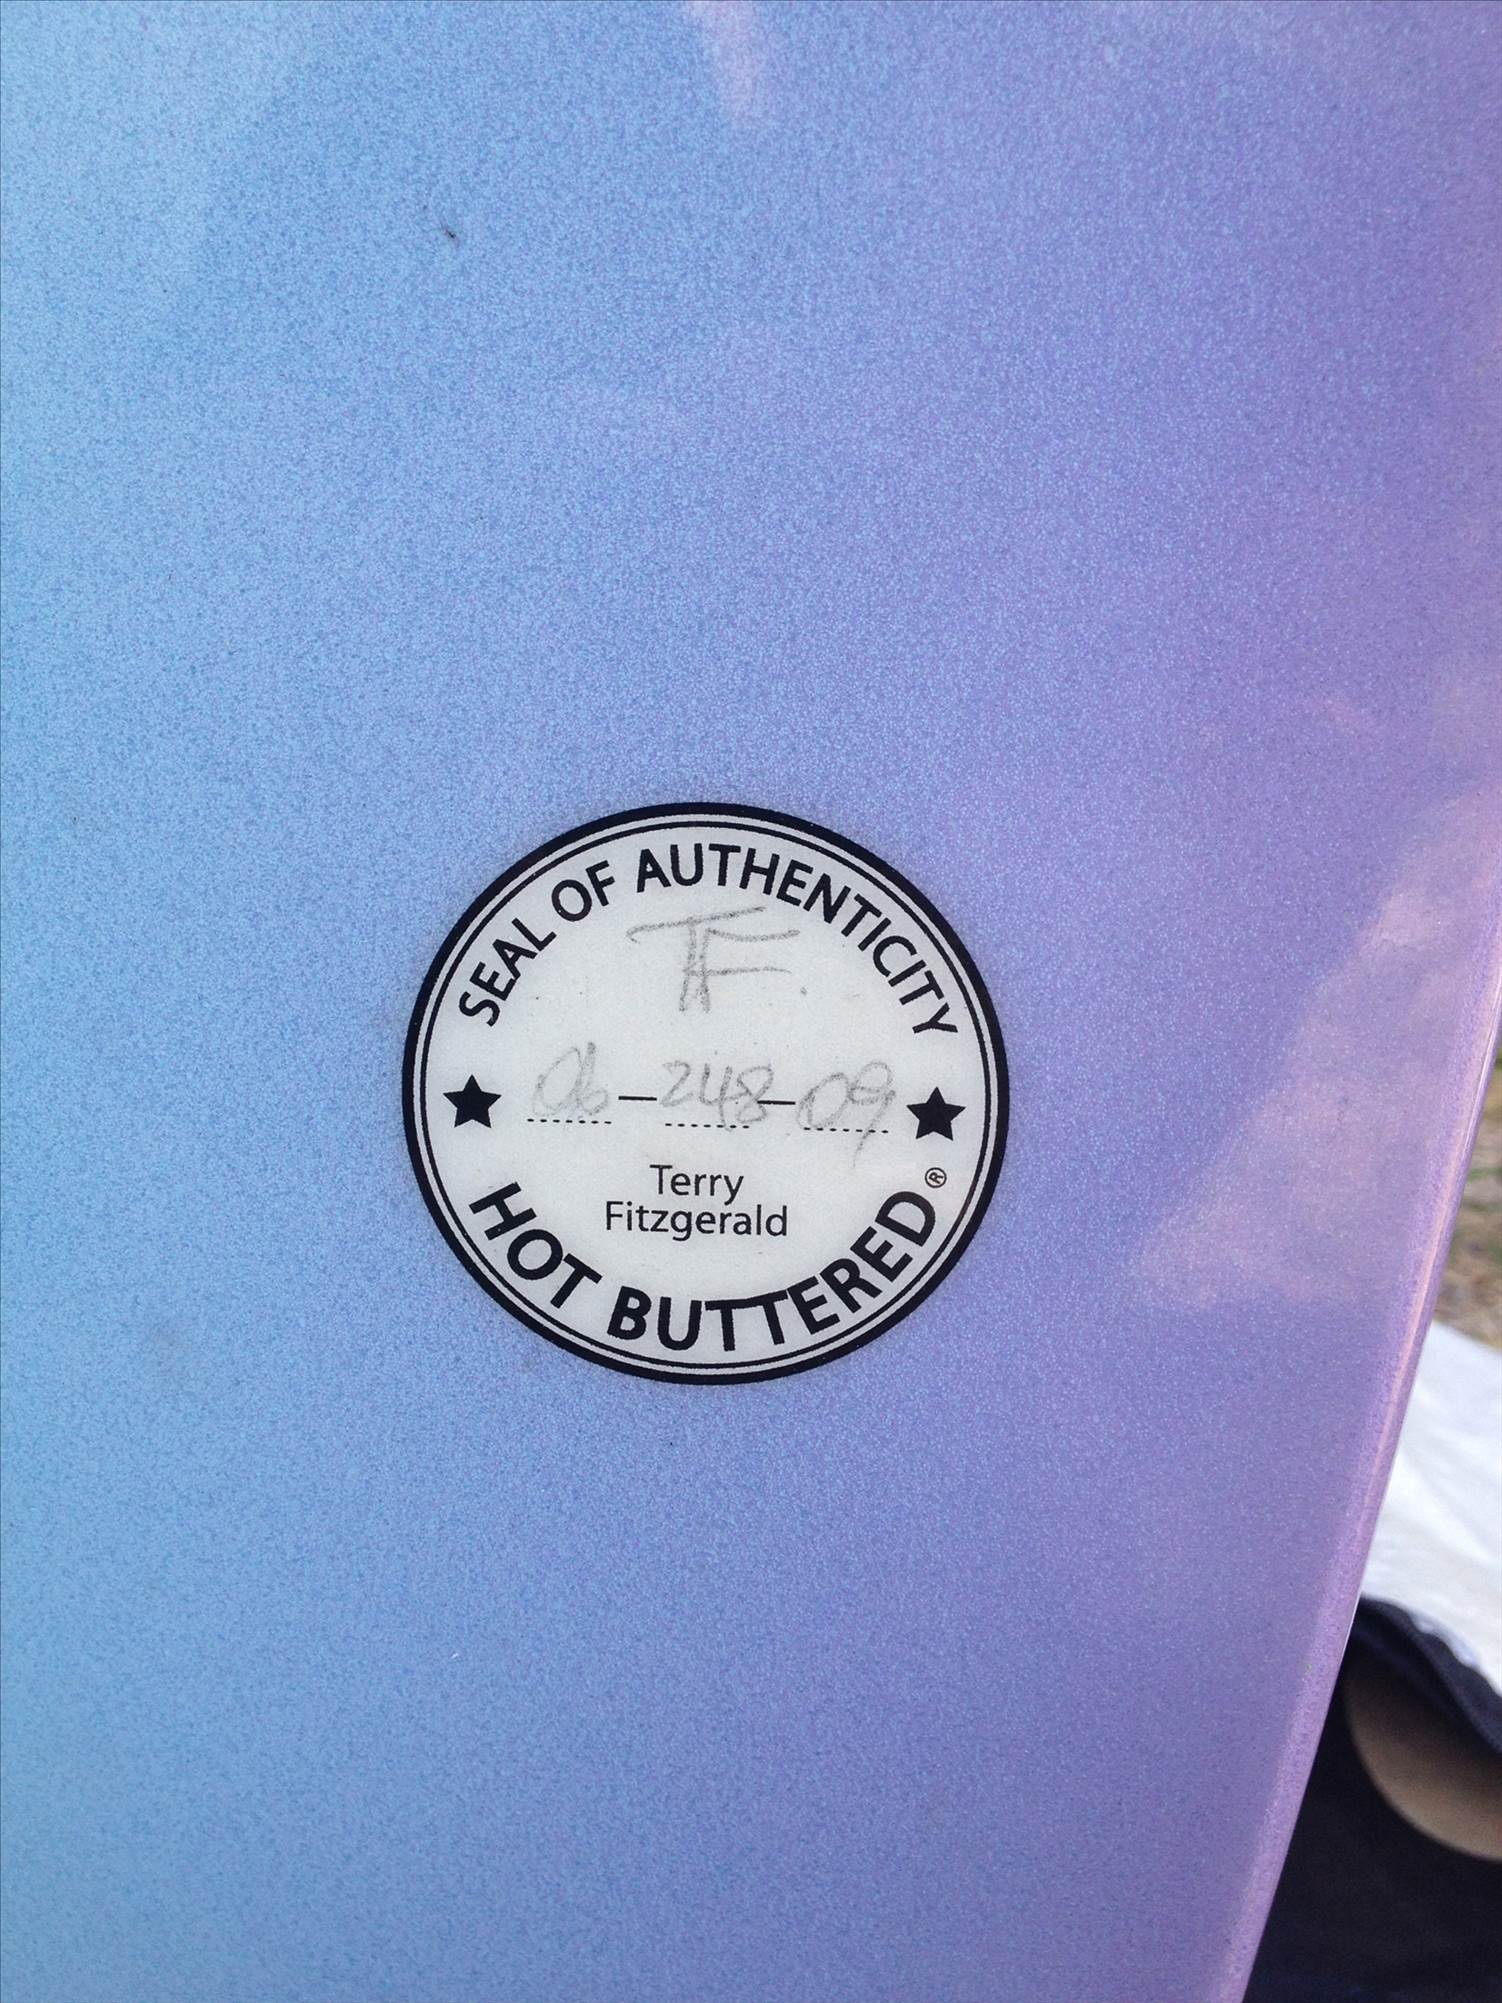 SEAL OF AUTHENTICITY
TF.
06-248-09
Terry
Fitzgerald
HOT BUTTERED®